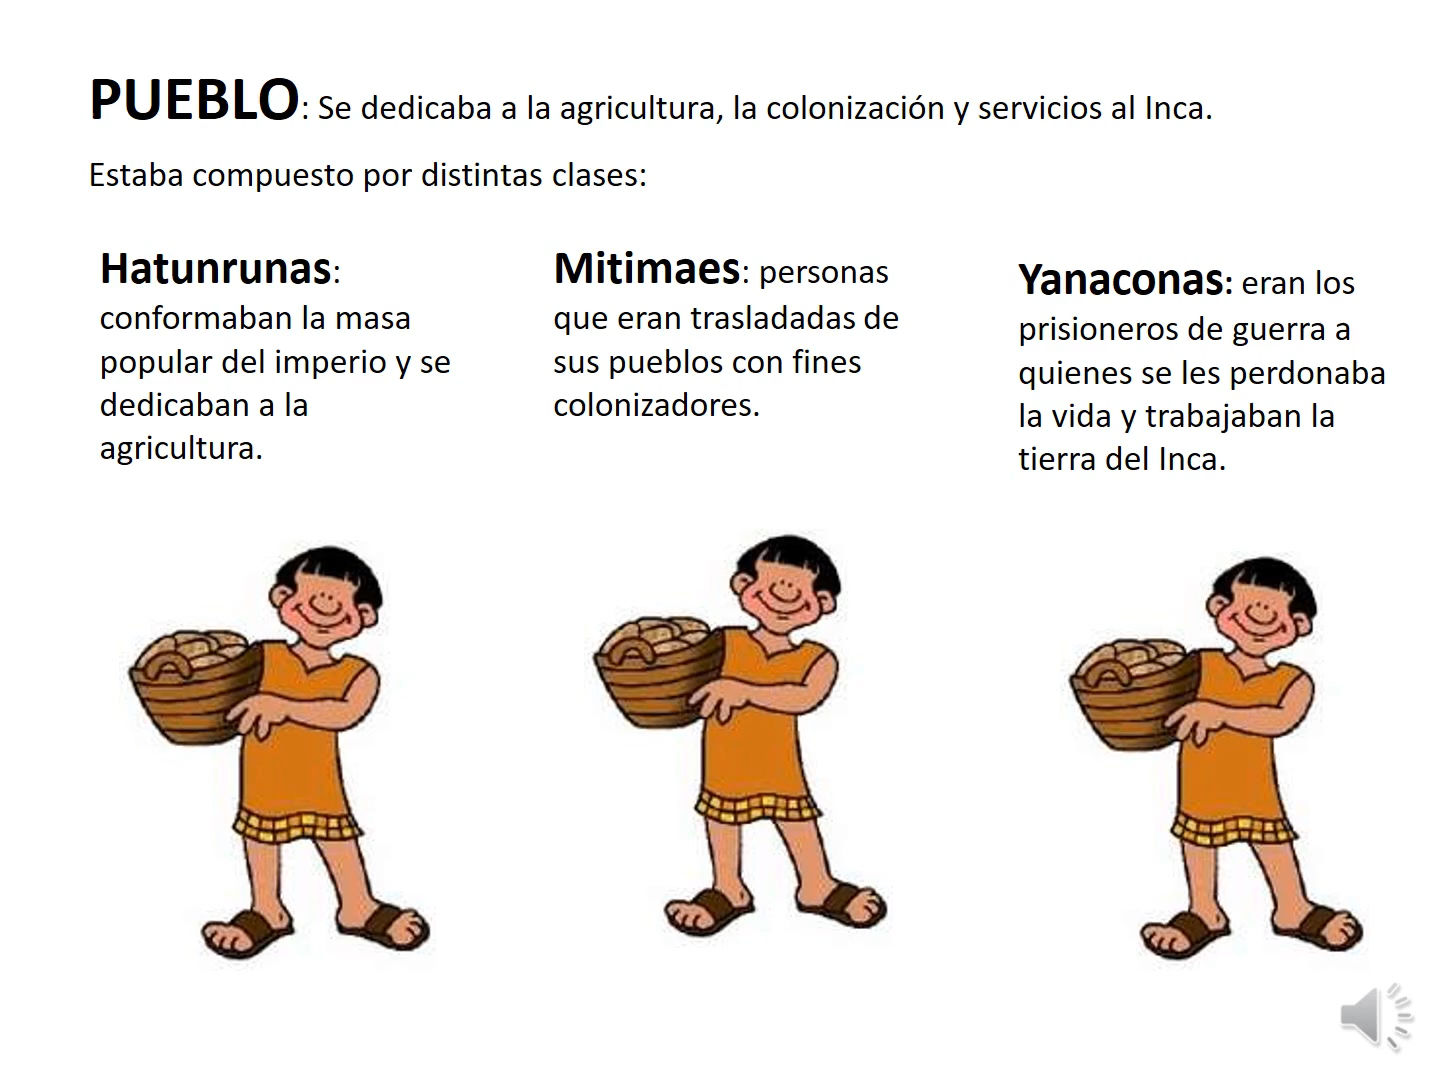 PUEBLO: Se dedicaba a la agricultura, la colonización y servicios al Inca.
Estaba compuesto por distintas clases:
Hatunrunas:
conformaban la masa
popular del imperio y se
dedicaban a la
agricultura.
Mitimaes: personas
que eran trasladadas de
sus pueblos con fines
colonizadores.
Yanaconas: eran los
prisioneros de guerra a
quienes se les perdonaba
la vida y trabajaban la
tierra del Inca.